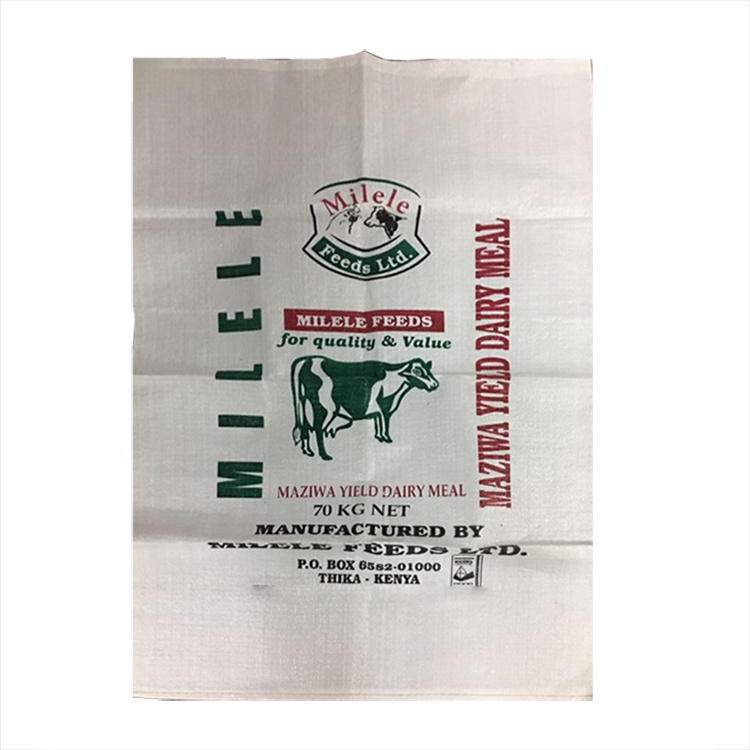 Milele
Feeds Ltd.
MILELE
MILELE FEEDS
for quality & Value
MAZIWA YIELD DAIRY MEAL
MAZIWA YIELD DAIRY MEAL
70 KG NET
MANUFACTURED BY
MILELE FEEDS LTD.
P.O. BOX 6582-01000
THIKA - KENYA